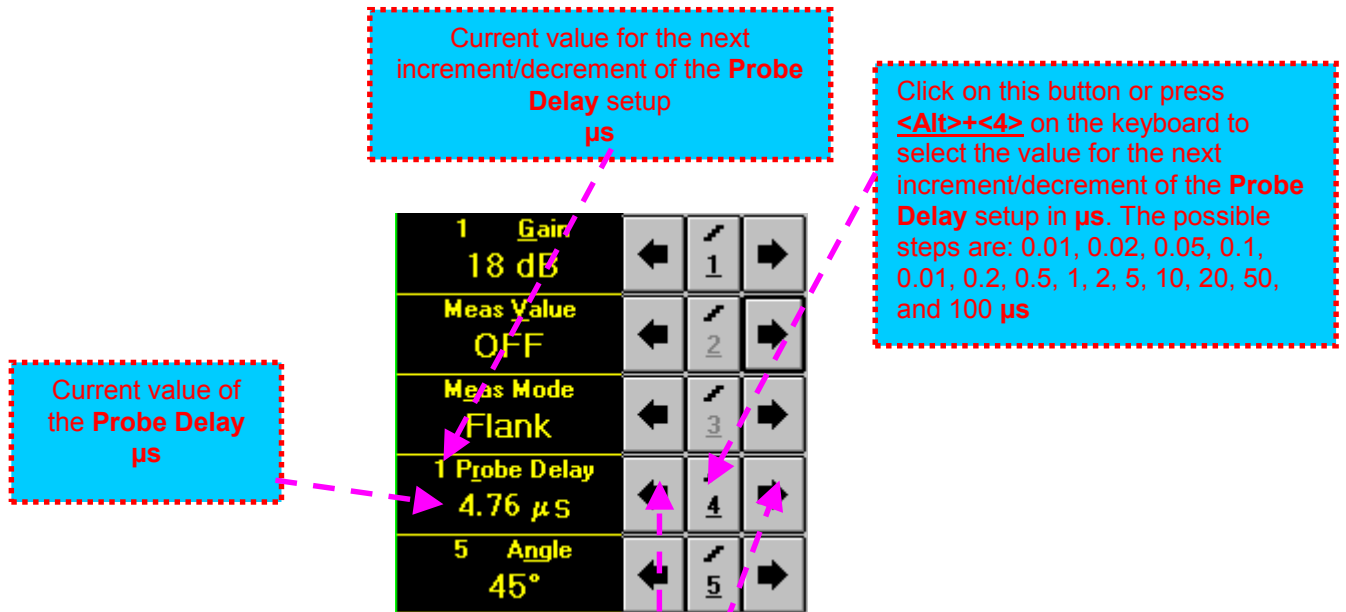 Current value for the next
increment/decrement of the Probe
Delay setup
µs
Click on this button or press
<Alt>+<4> on the keyboard to
select the value for the next
increment/decrement of the Probe
Delay setup in µs. The possible
steps are: 0.01, 0.02, 0.05, 0.1,
0.01, 0.2, 0.5, 1, 2, 5, 10, 20, 50,
and 100 µs
Current value of
the Probe Delay
µs
1 Gain
18 dB
1
Meas Value
OFF
2
Meas Mode
Flank
3
1 Probe Delay
4.76 µs
4
5 Angle
45°
5